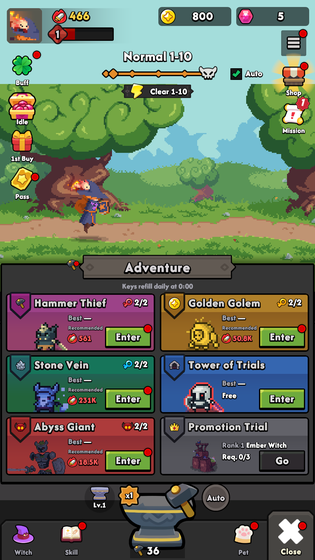 466
800
5
1
Normal 1-10
Auto
Clear 1-10
Buff
Idle
1st Buy
Pass
Shop
1
Mission
Adventure
Keys refill daily at 0:00
Hammer Thief 2/2
Best —
Recommended
561
Enter
Golden Golem 2/2
Best —
Recommended
50.6K
Enter
Stone Vein 2/2
Best —
Recommended
231K
Enter
Tower of Trials
Best —
Free
Enter
Abyss Giant 2/2
Best —
Recommended
18.5K
Enter
Promotion Trial
Rank 1 Ember Witch
Req. 0/3
Go
Lv.1
x1
Auto
36
Witch
Skill
Pet
Close